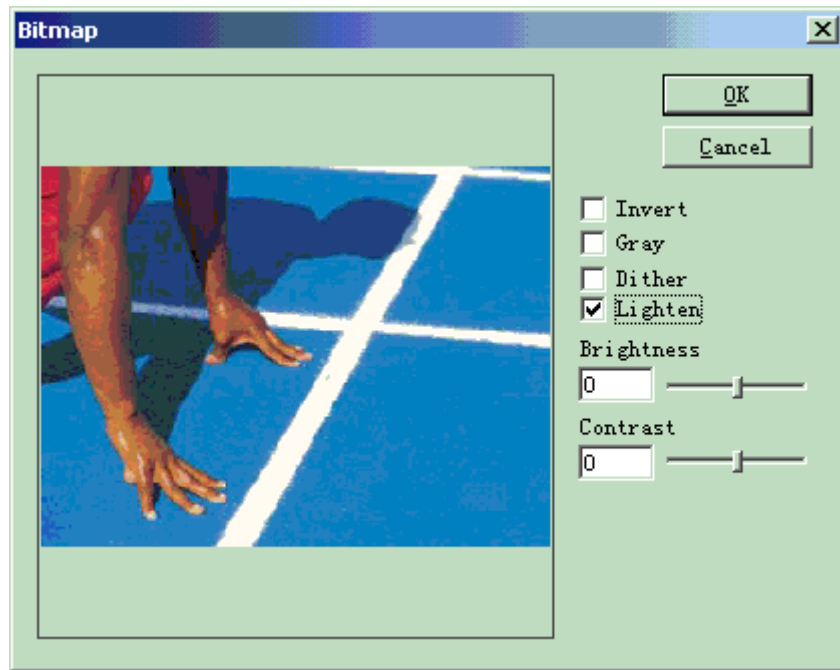 Bitmap
OK
Cancel
Invert
Gray
Dither
Lighten
Brightness
0
Contrast
0